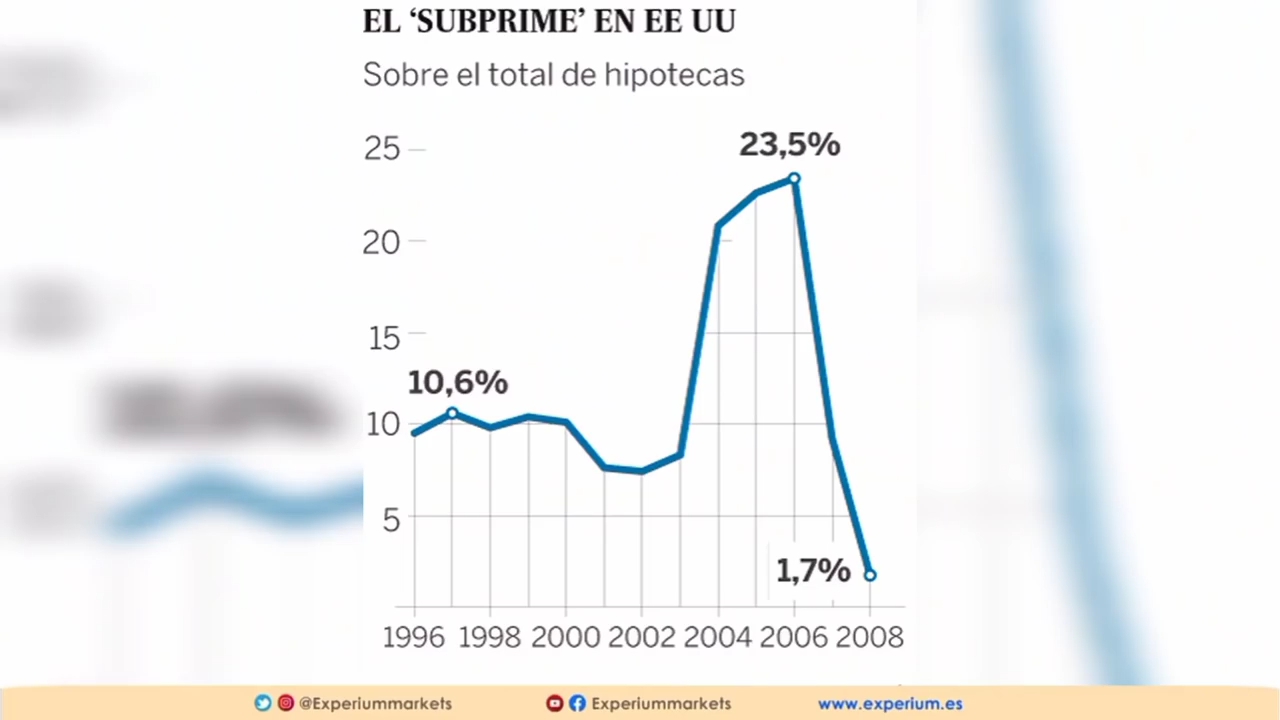 EL ‘SUBPRIME’ EN EE UU
Sobre el total de hipotecas
25
23,5%
20
15
10,6%
10
5
1,7%
1996 1998 2000 2002 2004 2006 2008
@Experiummarkets Experiummarkets www.experium.es